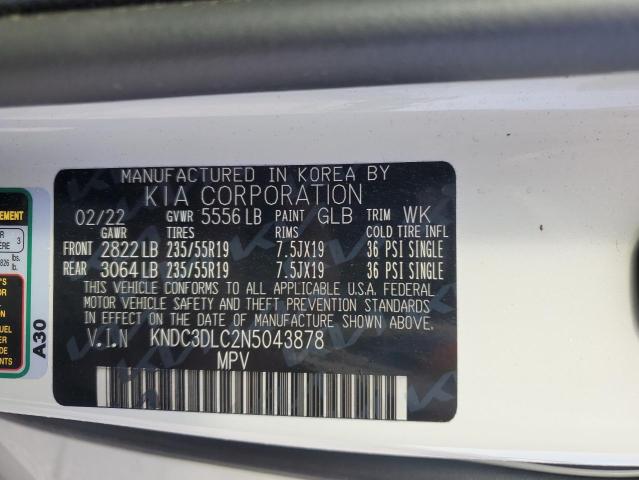 MANUFACTURED IN KOREA BY
KIA CORPORATION
02/22 GVWR 5556 LB PAINT GLB TRIM WK
GAWR TIRES RIMS COLD TIRE INFL
FRONT 2822 LB 235/55R19 7.5JX19 36 PSI SINGLE
REAR 3064 LB 235/55R19 7.5JX19 36 PSI SINGLE
THIS VEHICLE CONFORMS TO ALL APPLICABLE U.S.A. FEDERAL
MOTOR VEHICLE SAFETY AND THEFT PREVENTION STANDARDS
IN EFFECT ON THE DATE OF MANUFACTURE SHOWN ABOVE.
V.I.N KNDC3DLC2N5043878
MPV
A30
3